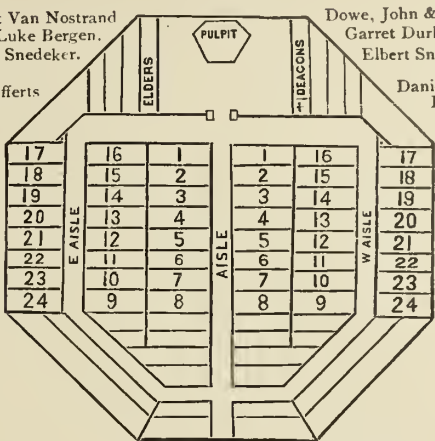 Van Nostrand
Luke Bergen.
Snedeker.
fferts
Dowe, John &
Garret Dur
Elbert Sn
Dani
PULPIT
ELDERS
DEACONS
17 16 1 1 16 17
18 15 2 2 15 18
19 14 3 3 14 19
20 13 4 4 13 20
21 12 5 5 12 21
22 11 6 6 11 22
23 10 7 7 10 23
24 9 8 8 9 24
E AISLE
AISLE
W AISLE